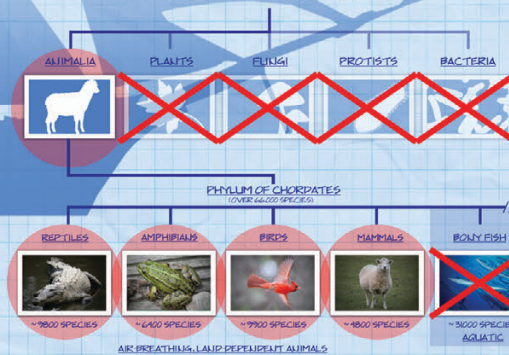 ANIMALIA PLANTS FUNGI PROTISTS BACTERIA
PHYLUM OF CHORDATES
(OVER 66,000 SPECIES)
REPTILES AMPHIBIANS BIRDS MAMMALS BONY FISH
~9800 SPECIES ~6400 SPECIES ~9900 SPECIES ~4800 SPECIES ~31000 SPECIE
AQUATIC
AIR-BREATHING, LAND DEPENDENT ANIMALS